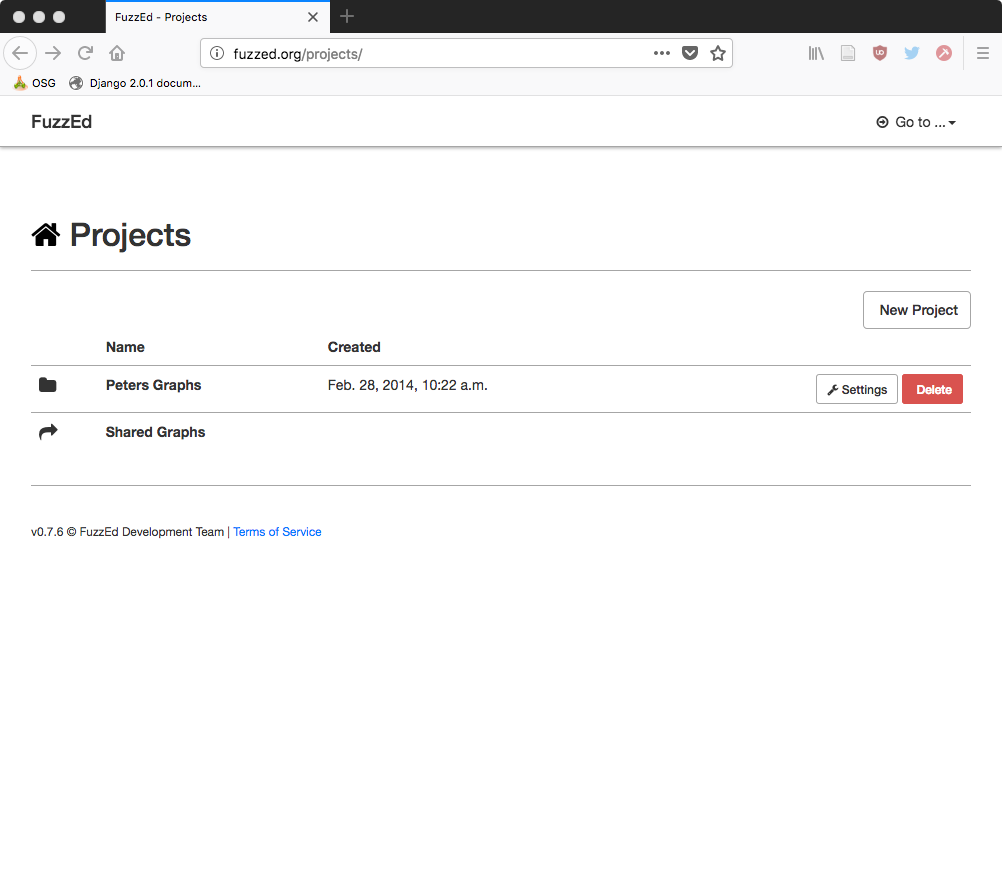 FuzzEd - Projects
fuzzed.org/projects/
OSG Django 2.0.1 docum...
FuzzEd Go to ...
Projects
New Project
Name Created
Peters Graphs Feb. 28, 2014, 10:22 a.m. Settings Delete
Shared Graphs
v0.7.6 © FuzzEd Development Team | Terms of Service